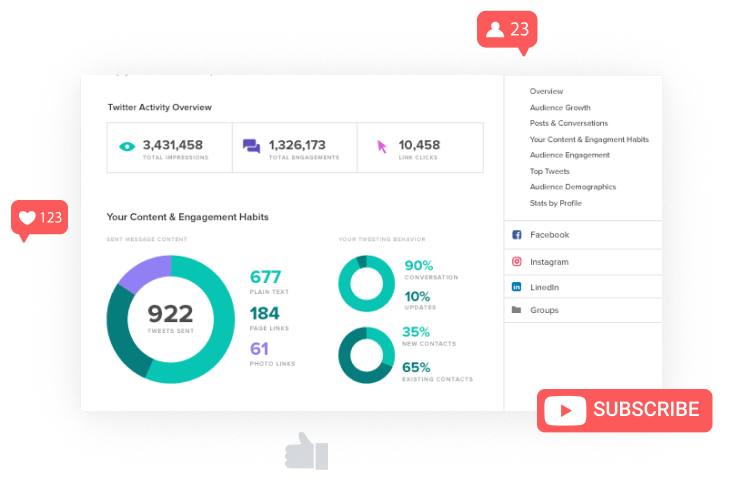 23
Twitter Activity Overview
3,431,458
TOTAL IMPRESSIONS
1,326,173
TOTAL ENGAGEMENTS
10,458
LINK CLICKS
Overview
Audience Growth
Posts & Conversations
Your Content & Engagment Habits
Audience Engagement
Top Tweets
Audience Demographics
Stats by Profile
Facebook
Instagram
LinedIn
Groups
123
Your Content & Engagement Habits
SENT MESSAGE CONTENT
922
TWEETS SENT
677
PLAIN TEXT
184
PAGE LINKS
61
PHOTO LINKS
YOUR TWEETING BEHAVIOR
90%
CONVERSATION
10%
UPDATES
35%
NEW CONTACTS
65%
EXISTING CONTACTS
SUBSCRIBE